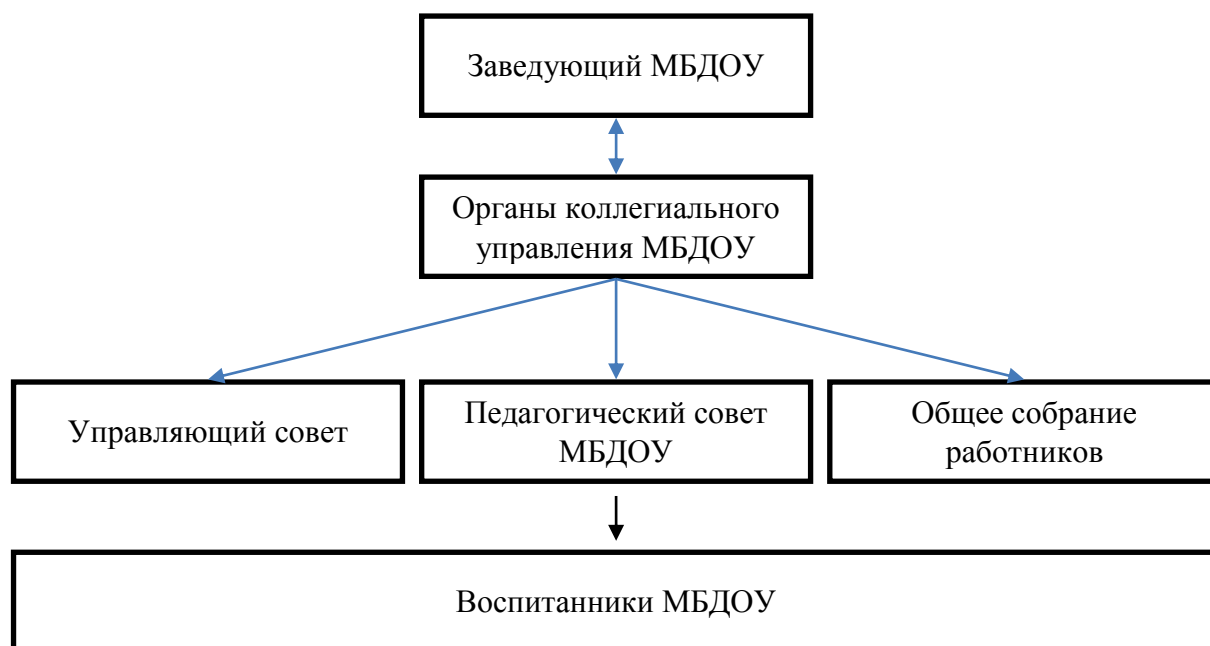 Заведующий МБДОУ
Органы коллегиального
управления МБДОУ
Управляющий совет
Педагогический совет
МБДОУ
Общее собрание
работников
Воспитанники МБДОУ